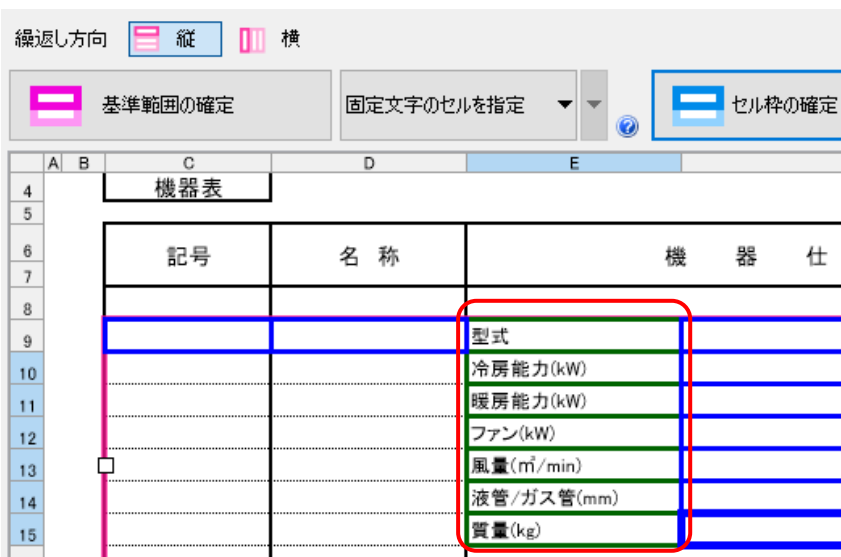 繰返し方向 縦 横
基準範囲の確定 固定文字のセルを指定 セル枠の確定
A B C D E
4 機器表
5
6 記号 名 称 機 器 仕
7
8
9 型式
10 冷房能力(kW)
11 暖房能力(kW)
12 ファン(kW)
13 風量(㎥/min)
14 液管/ガス管(mm)
15 質量(kg)